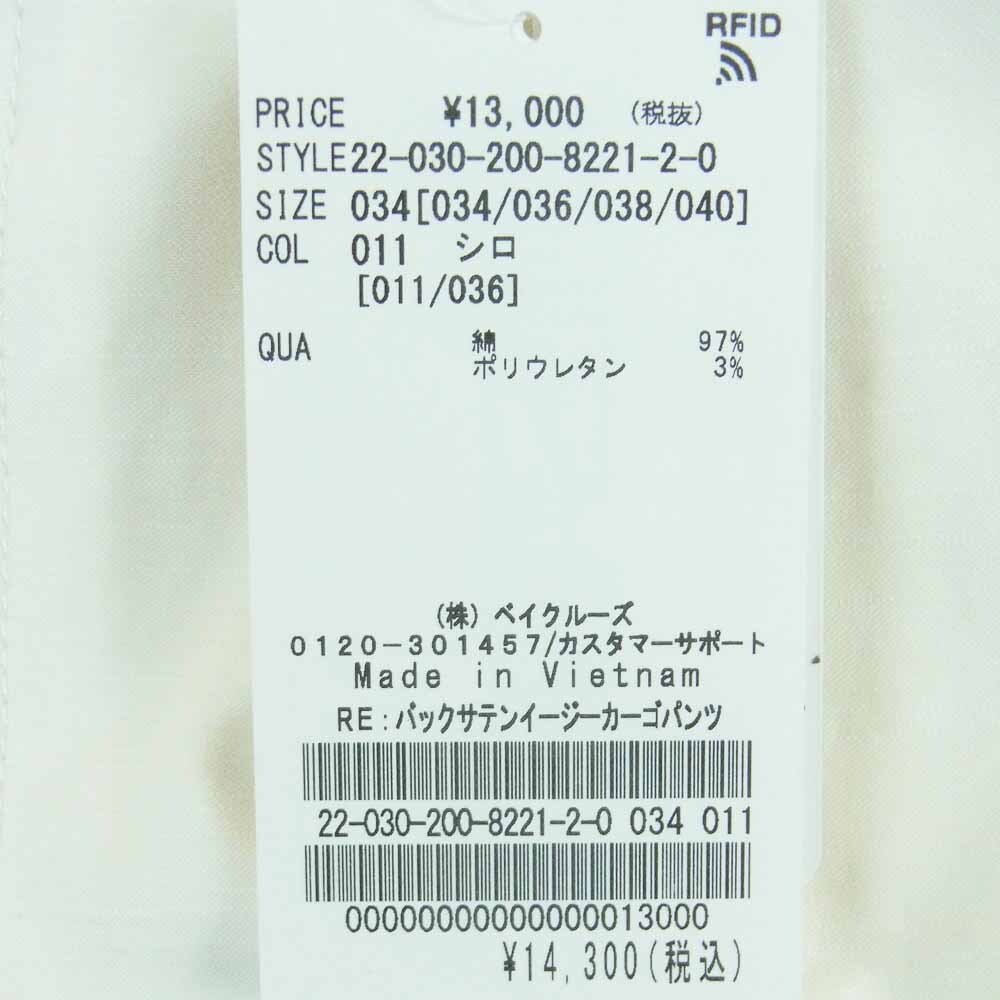 RFID
PRICE ¥13,000 (税抜)
STYLE 22-030-200-8221-2-0
SIZE 034[034/036/038/040]
COL 011 シロ
[011/036]
QUA 綿 97%
ポリウレタン 3%
(株) ベイクルーズ
0120-301457/カスタマーサポート
Made in Vietnam
RE:バックサテンイージーカーゴパンツ
22-030-200-8221-2-0 034 011
00000000000000013000
¥14,300(税込)